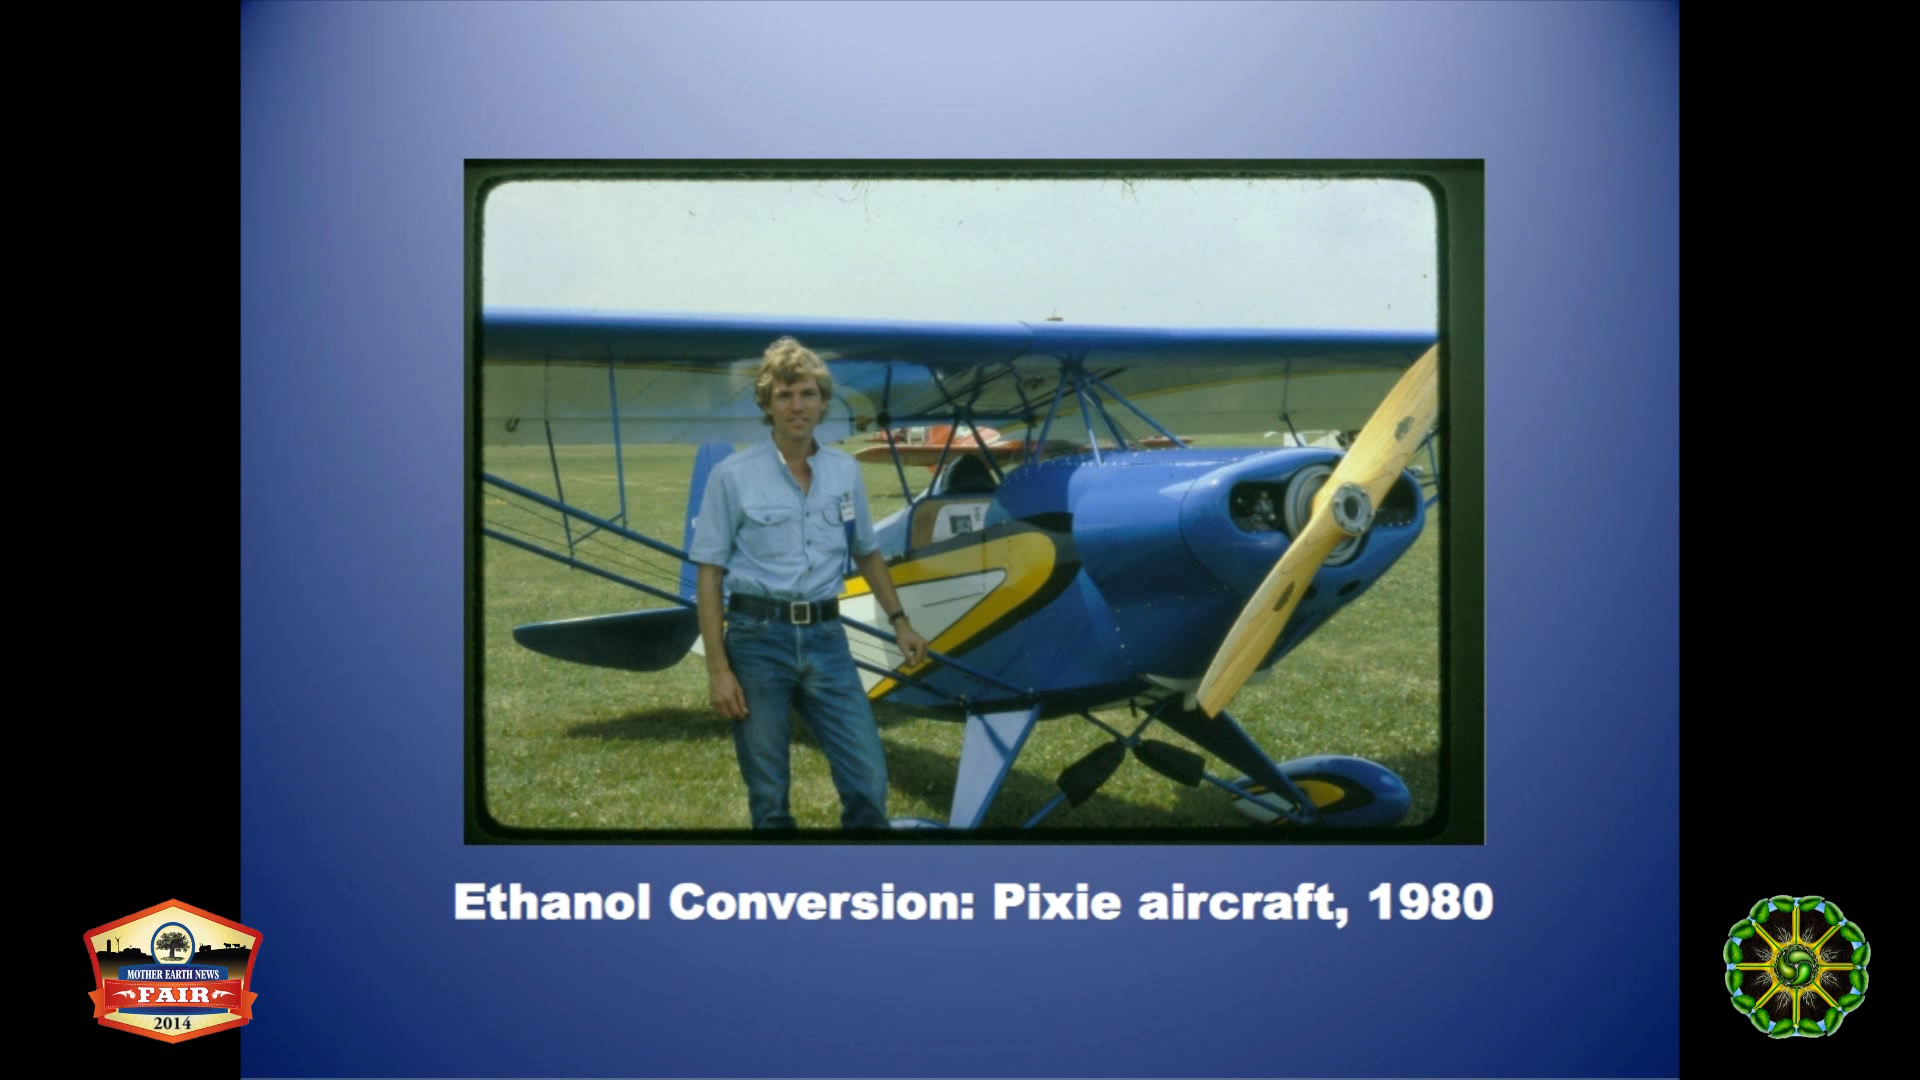 Ethanol Conversion: Pixie aircraft, 1980
MOTHER EARTH NEWS
FAIR
2014